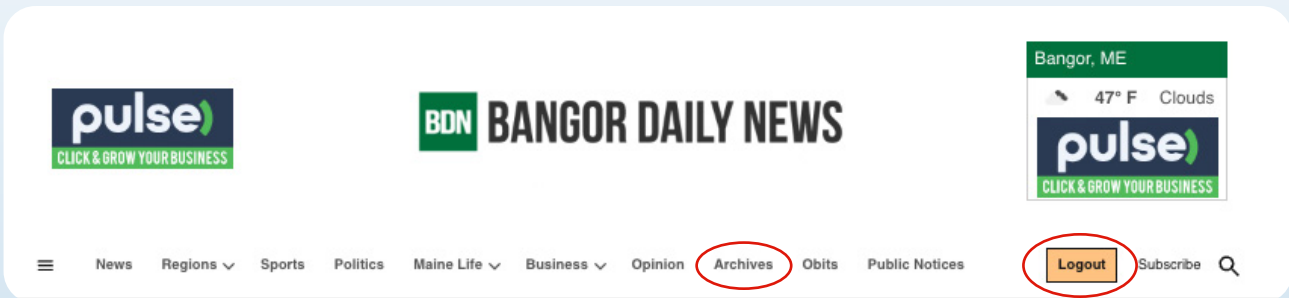 Bangor, ME
47° F Clouds
pulse
CLICK & GROW YOUR BUSINESS
BDN BANGOR DAILY NEWS
pulse
CLICK & GROW YOUR BUSINESS
News Regions Sports Politics Maine Life Business Opinion Archives Obits Public Notices Logout Subscribe